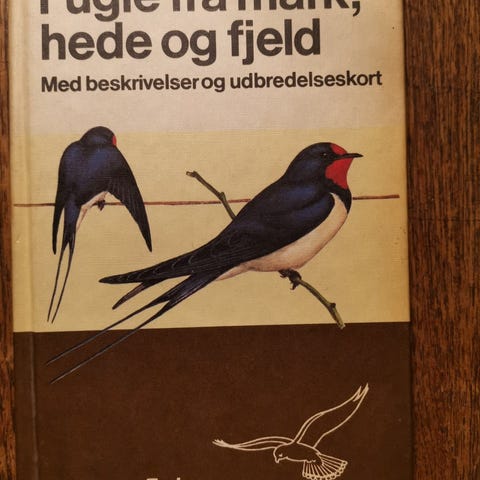 Fugle fra mark,
hede og fjeld
Med beskrivelser og udbredelseskort